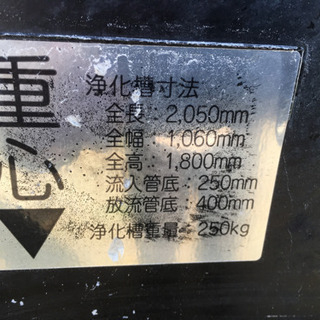 重心
浄化槽寸法
全長：2,050mm
全幅：1,060mm
全高：1,800mm
流入管底：250mm
放流管底：400mm
浄化槽重量：250kg